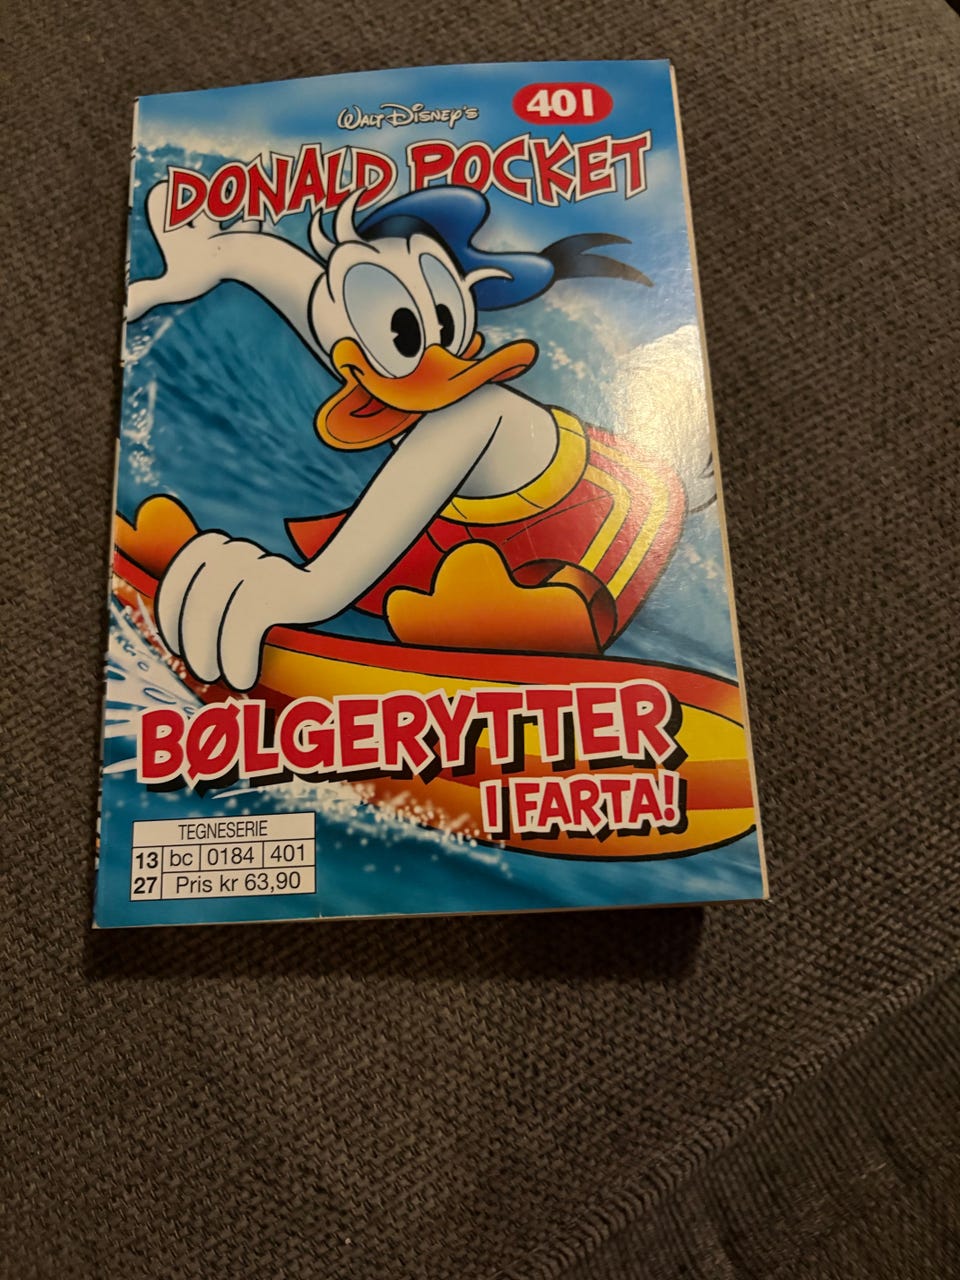 WALT DISNEY'S
401
DONALD POCKET
BØLGERYTTER
I FARTA!
TEGNESERIE
13 bc 0184 401
27 Pris kr 63,90